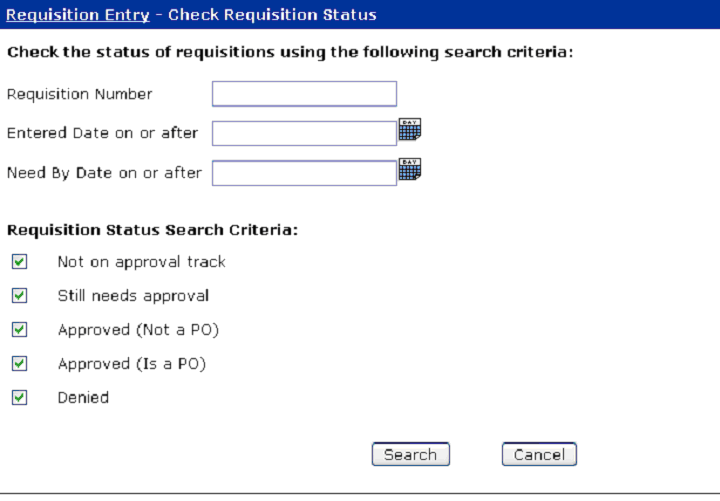 Requisition Entry - Check Requisition Status
Check the status of requisitions using the following search criteria:
Requisition Number
Entered Date on or after
DAY
Need By Date on or after
DAY
Requisition Status Search Criteria:
Not on approval track
Still needs approval
Approved (Not a PO)
Approved (Is a PO)
Denied
Search Cancel